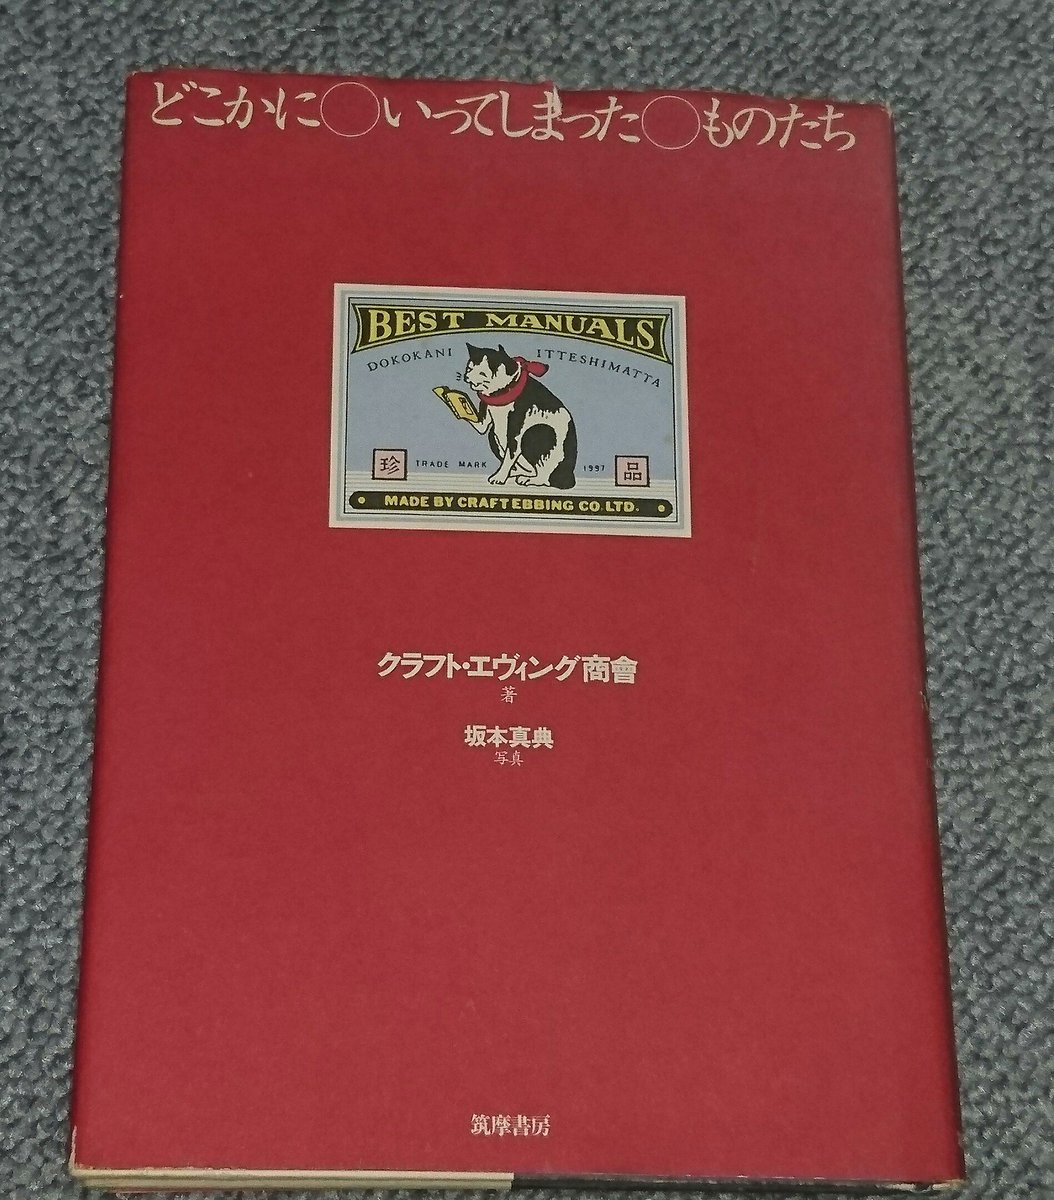 どこかに○いってしまった○ものたち
BEST MANUALS
DOKOKANI ITTESHIMATTA
珍 TRADE MARK 1997 品
MADE BY CRAFT EBBING CO. LTD.
クラフト・エヴィング商會
著
坂本真典
写真
筑摩書房